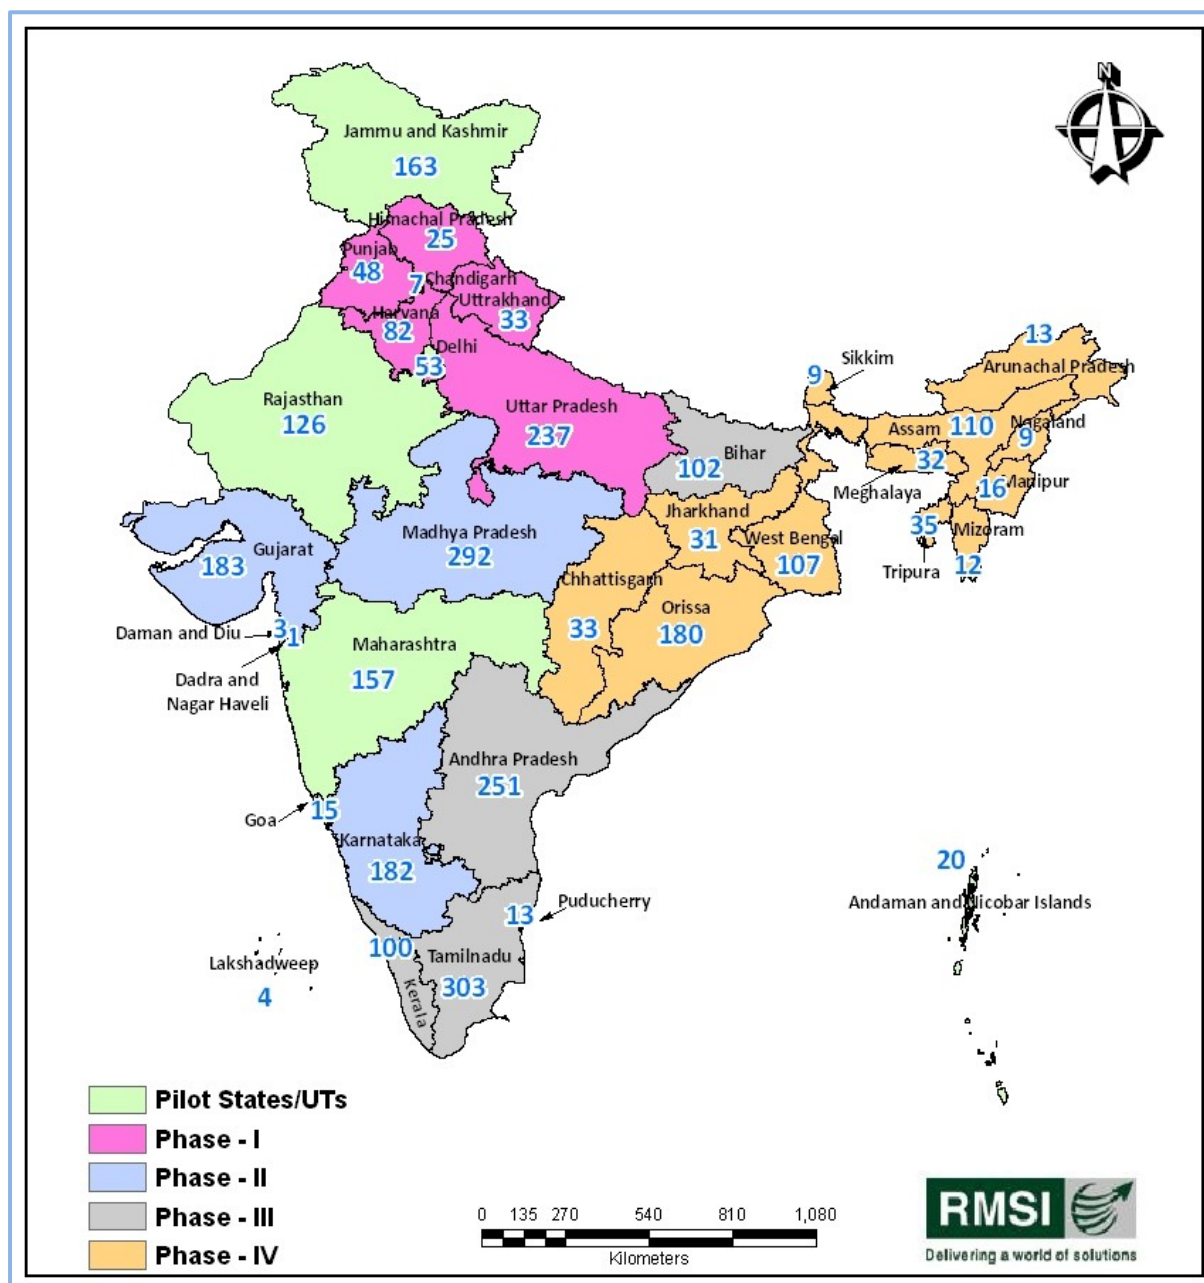 N
Jammu and Kashmir
163
Himachal Pradesh
25
Punjab
48
7
Chandigarh
Uttrakhand
33
Haryana
82
Delhi
53
Rajasthan
126
Uttar Pradesh
237
Bihar
102
Sikkim
9
13
Arunachal Pradesh
Assam
110
Nagaland
9
32
Meghalaya
16
Manipur
35
Tripura
Mizoram
12
Gujarat
183
Madhya Pradesh
292
Jharkhand
31
West Bengal
107
Chhattisgarh
33
Orissa
180
Daman and Diu
3
1
Dadra and
Nagar Haveli
Maharashtra
157
Andhra Pradesh
251
Goa
15
Karnataka
182
Puducherry
13
20
Andaman and Nicobar Islands
Lakshadweep
4
100
Kerala
Tamilnadu
303
Pilot States/UTs
Phase - I
Phase - II
Phase - III
Phase - IV
0 135 270 540 810 1,080
Kilometers
RMSI
Delivering a world of solutions